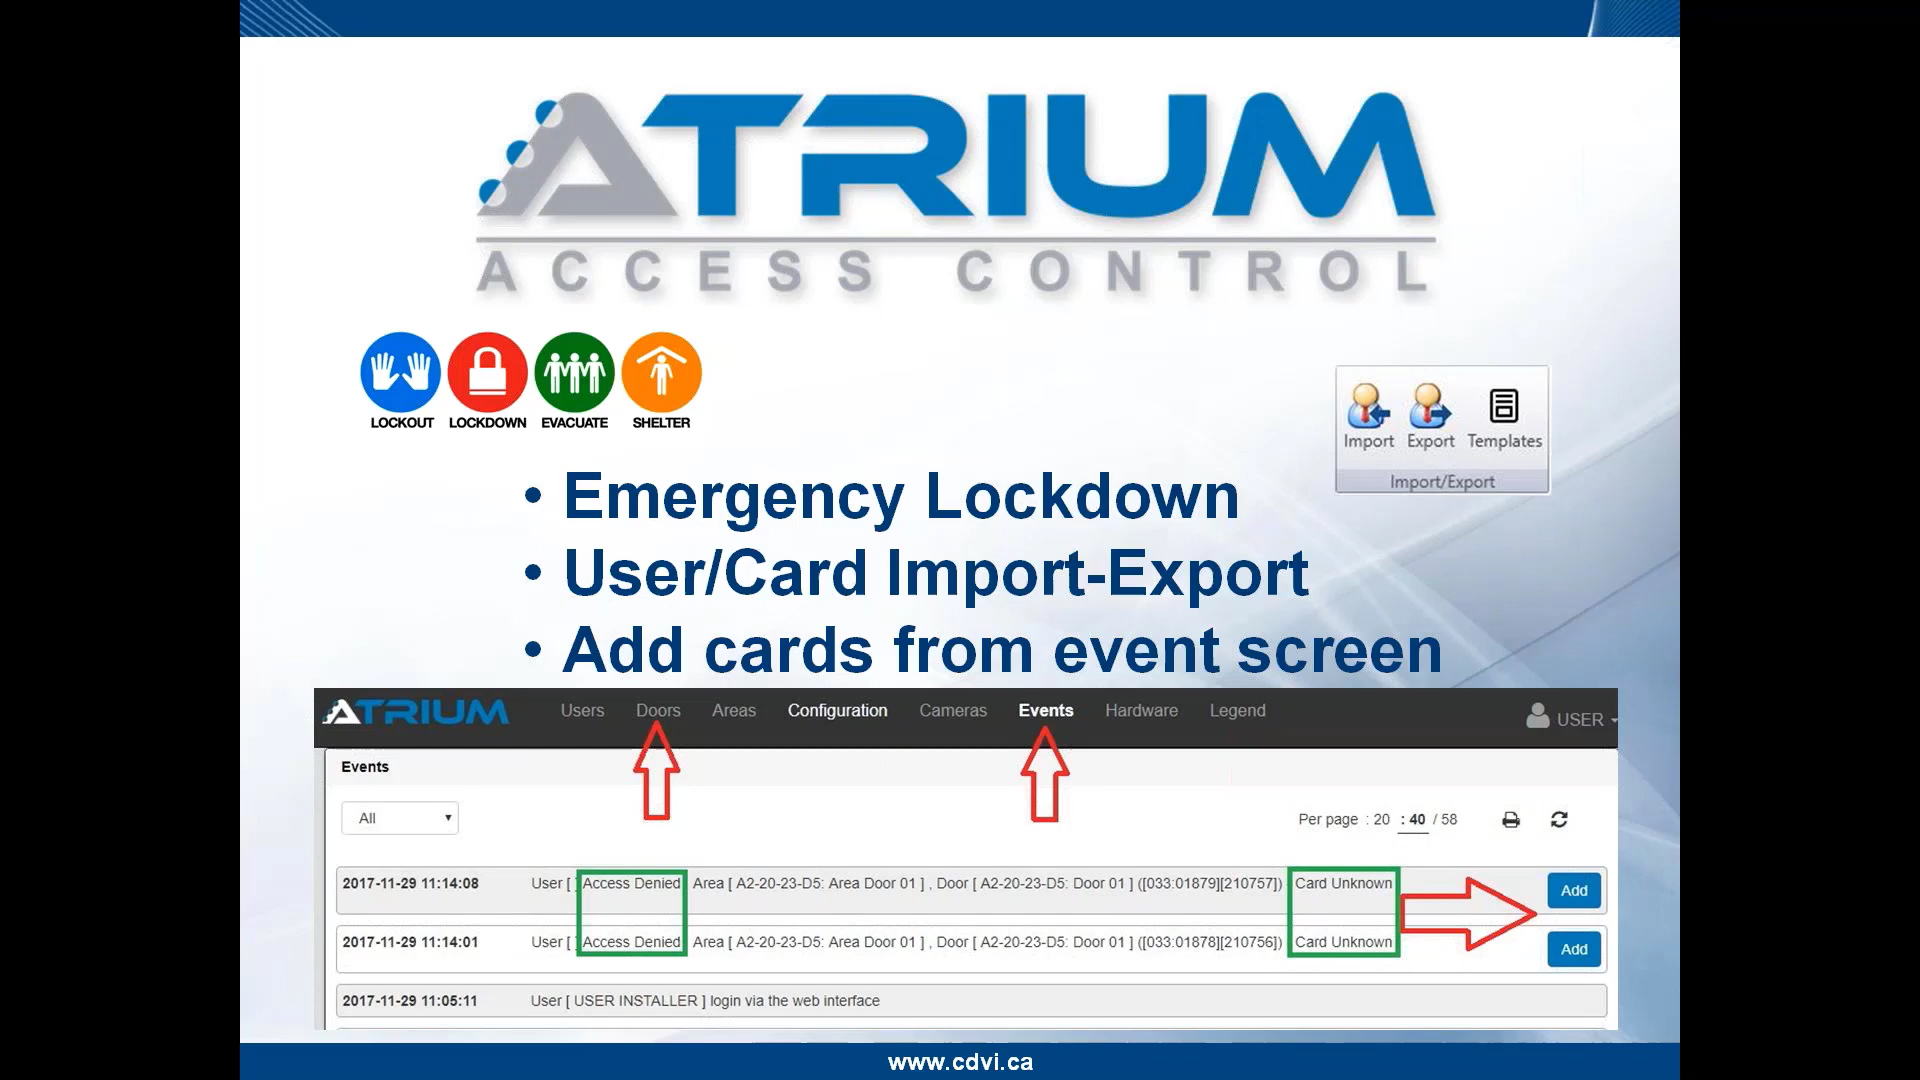 ATRIUM
ACCESS CONTROL
LOCKOUT LOCKDOWN EVACUATE SHELTER
Import Export Templates
Import/Export
• Emergency Lockdown
• User/Card Import-Export
• Add cards from event screen
ATRIUM Users Doors Areas Configuration Cameras Events Hardware Legend USER
Events
All Per page : 20 : 40 / 58
2017-11-29 11:14:08 User [ ] Access Denied Area [ A2-20-23-D5: Area Door 01 ] , Door [ A2-20-23-D5: Door 01 ] ([033:01879][210757]) Card Unknown Add
2017-11-29 11:14:01 User [ ] Access Denied Area [ A2-20-23-D5: Area Door 01 ] , Door [ A2-20-23-D5: Door 01 ] ([033:01878][210756]) Card Unknown Add
2017-11-29 11:05:11 User [ USER INSTALLER ] login via the web interface
www.cdvi.ca